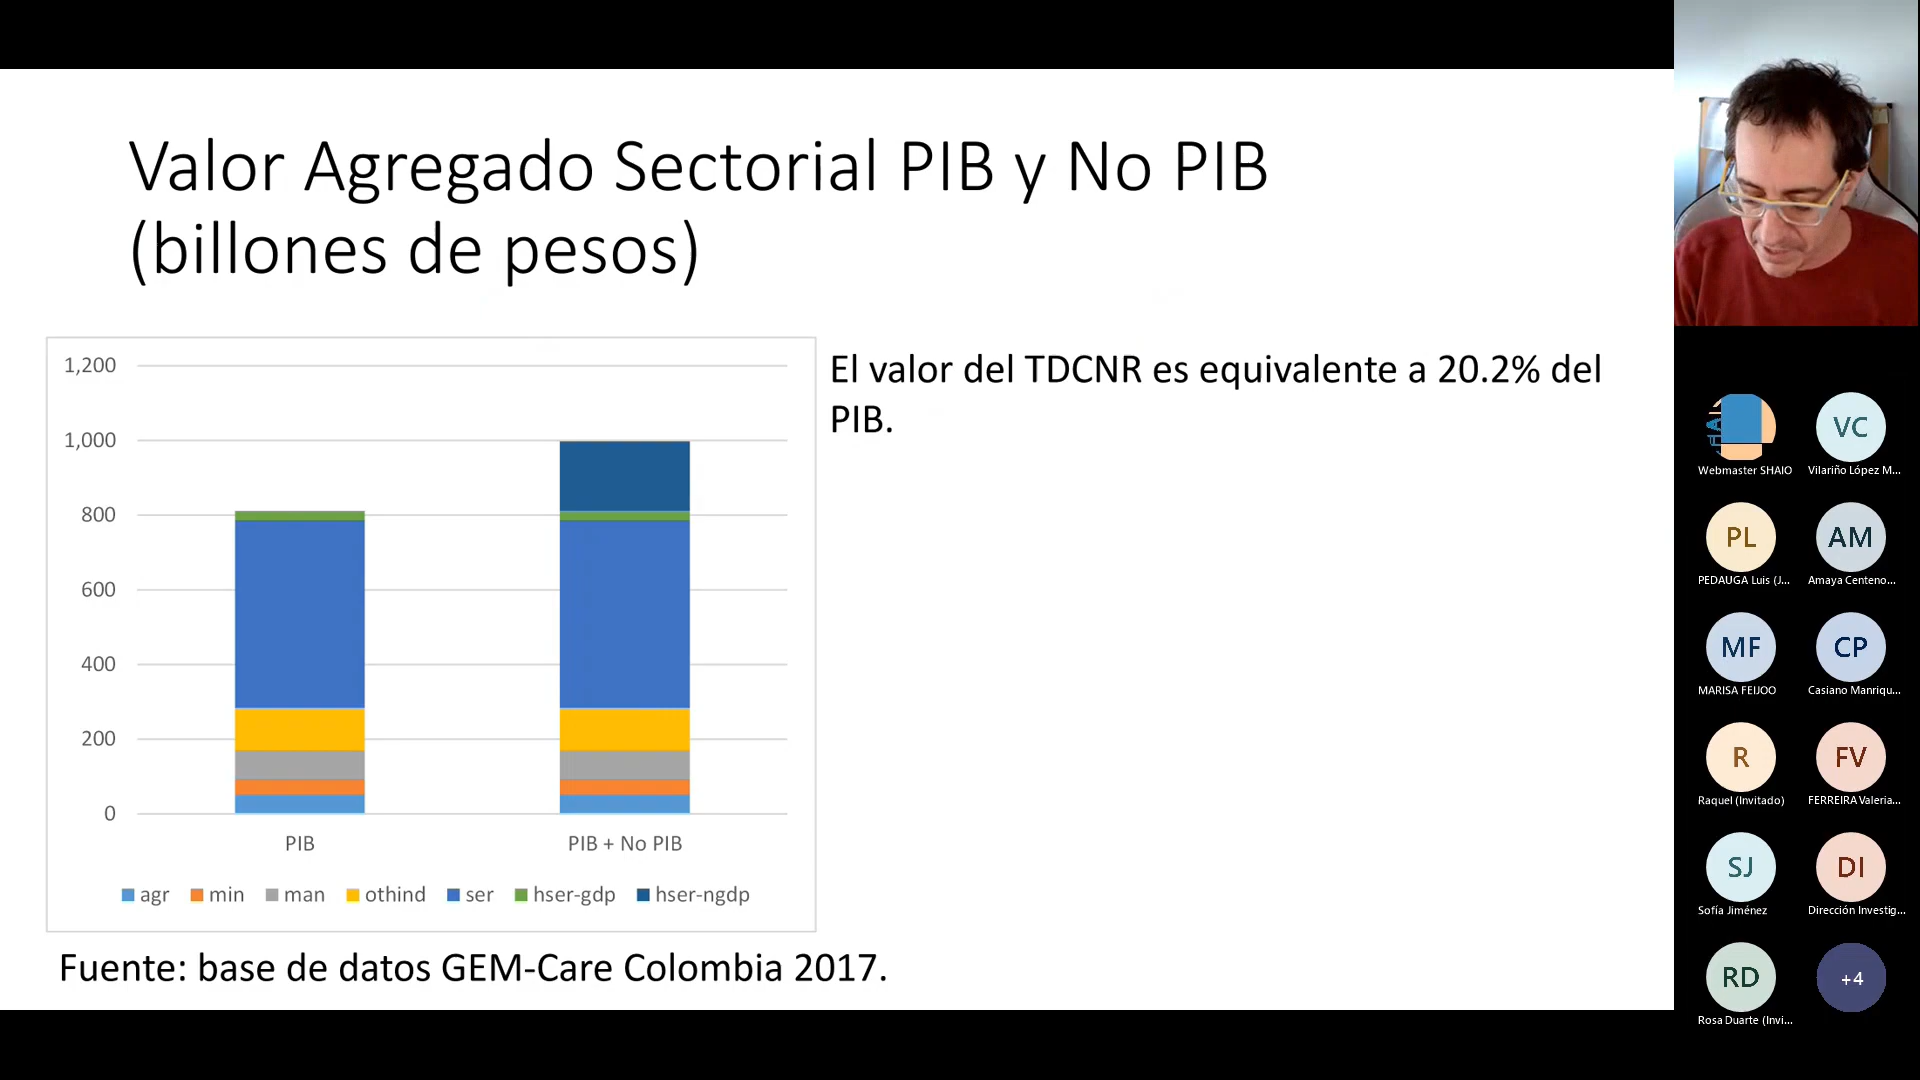 Valor Agregado Sectorial PIB y No PIB
(billones de pesos)
1,200
1,000
800
600
400
200
0
PIB
PIB + No PIB
agr min man othind ser hser-gdp hser-ngdp
El valor del TDCNR es equivalente a 20.2% del
PIB.
Fuente: base de datos GEM-Care Colombia 2017.
VC
Webmaster SHAIO
Vilariño López M...
PL
AM
PEDAUGA Luis (J...
Amaya Centeno...
MF
CP
MARISA FEIJOO
Casiano Manriqu...
R
FV
Raquel (Invitado)
FERREIRA Valeria...
SJ
DI
Sofía Jiménez
Dirección Investig...
RD
+4
Rosa Duarte (Invi...